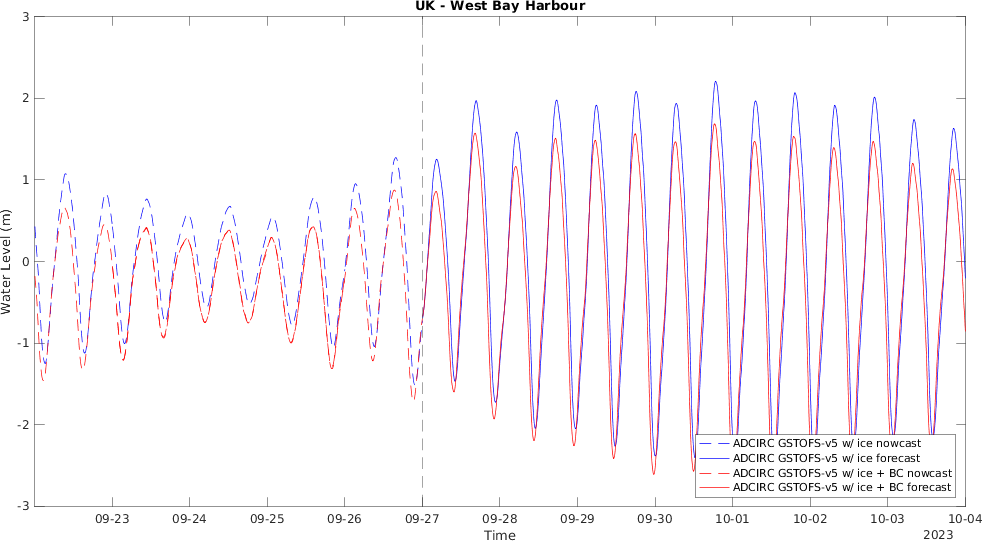 UK - West Bay Harbour
Water Level (m)
3
2
1
0
-1
-2
-3
ADCIRC GSTOFS-v5 w/ ice nowcast
ADCIRC GSTOFS-v5 w/ ice forecast
ADCIRC GSTOFS-v5 w/ ice + BC nowcast
ADCIRC GSTOFS-v5 w/ ice + BC forecast
09-23 09-24 09-25 09-26 09-27 09-28 09-29 09-30 10-01 10-02 10-03 10-04
Time
2023